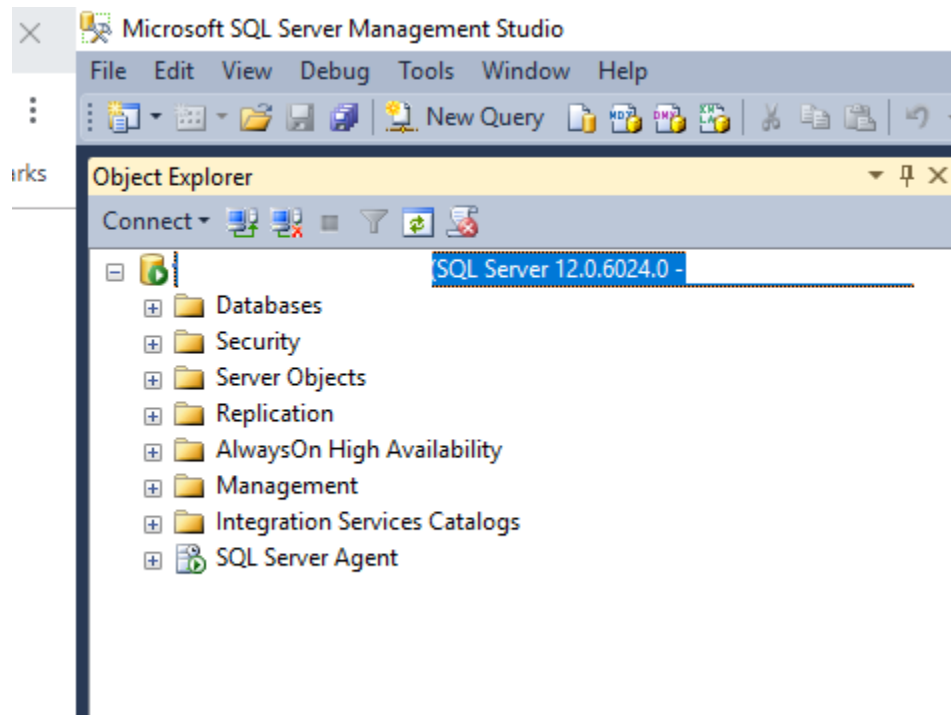 Microsoft SQL Server Management Studio
File Edit View Debug Tools Window Help
New Query
arks
Object Explorer
Connect
(SQL Server 12.0.6024.0 -
Databases
Security
Server Objects
Replication
AlwaysOn High Availability
Management
Integration Services Catalogs
SQL Server Agent